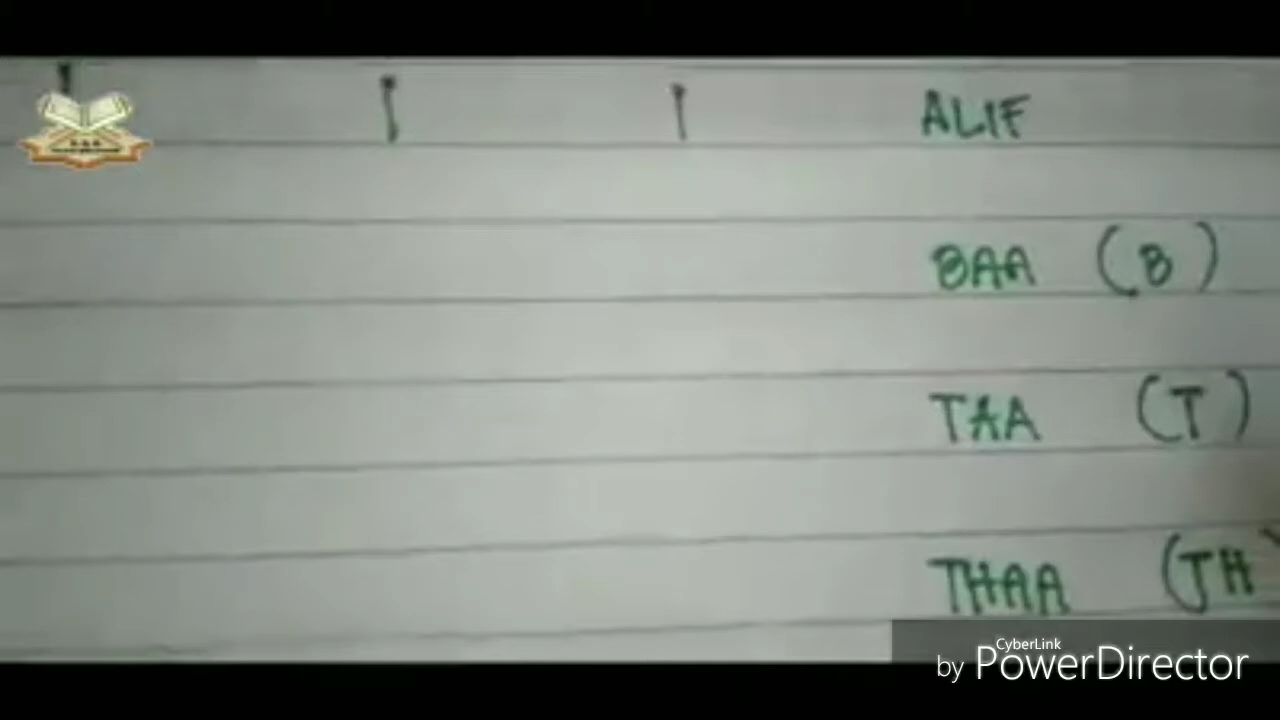 ا ا ا ALIF
BAA (B)
TAA (T)
THAA (TH)
CyberLink
by PowerDirector